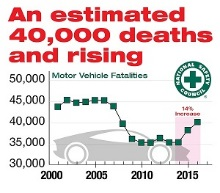 An estimated
40,000 deaths
and rising
50,000
Motor Vehicle Fatalities
NATIONAL SAFETY COUNCIL
45,000
14%
Increase
40,000
35,000
30,000
2000
2005
2010
2015